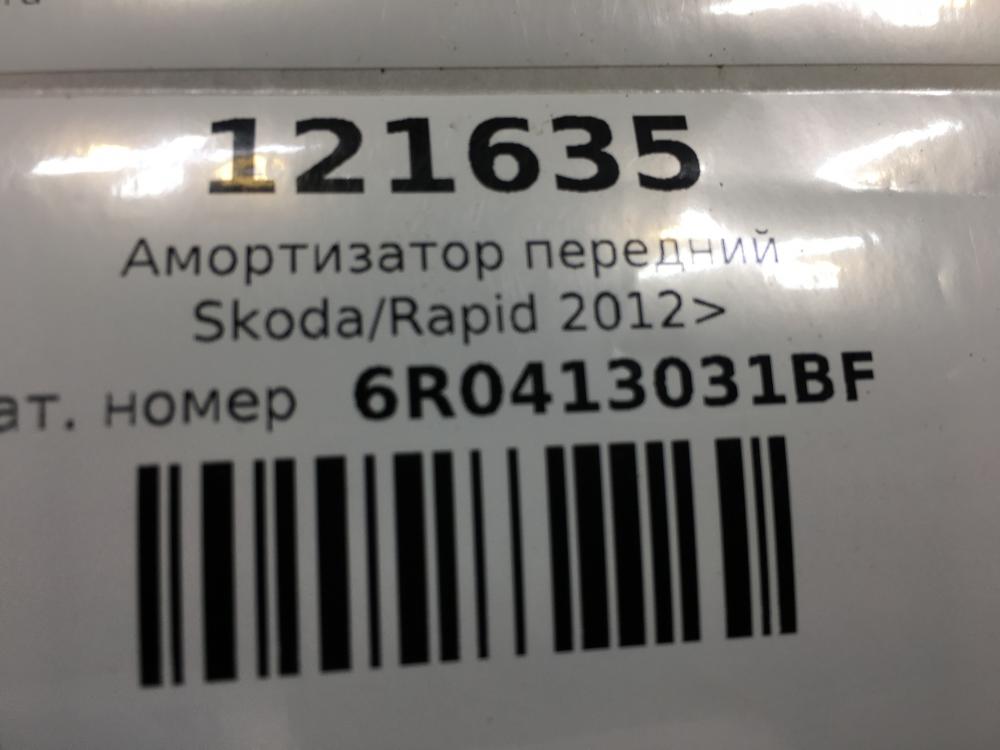 121635
Амортизатор передний
Skoda/Rapid 2012>
ат. номер 6R0413031BF